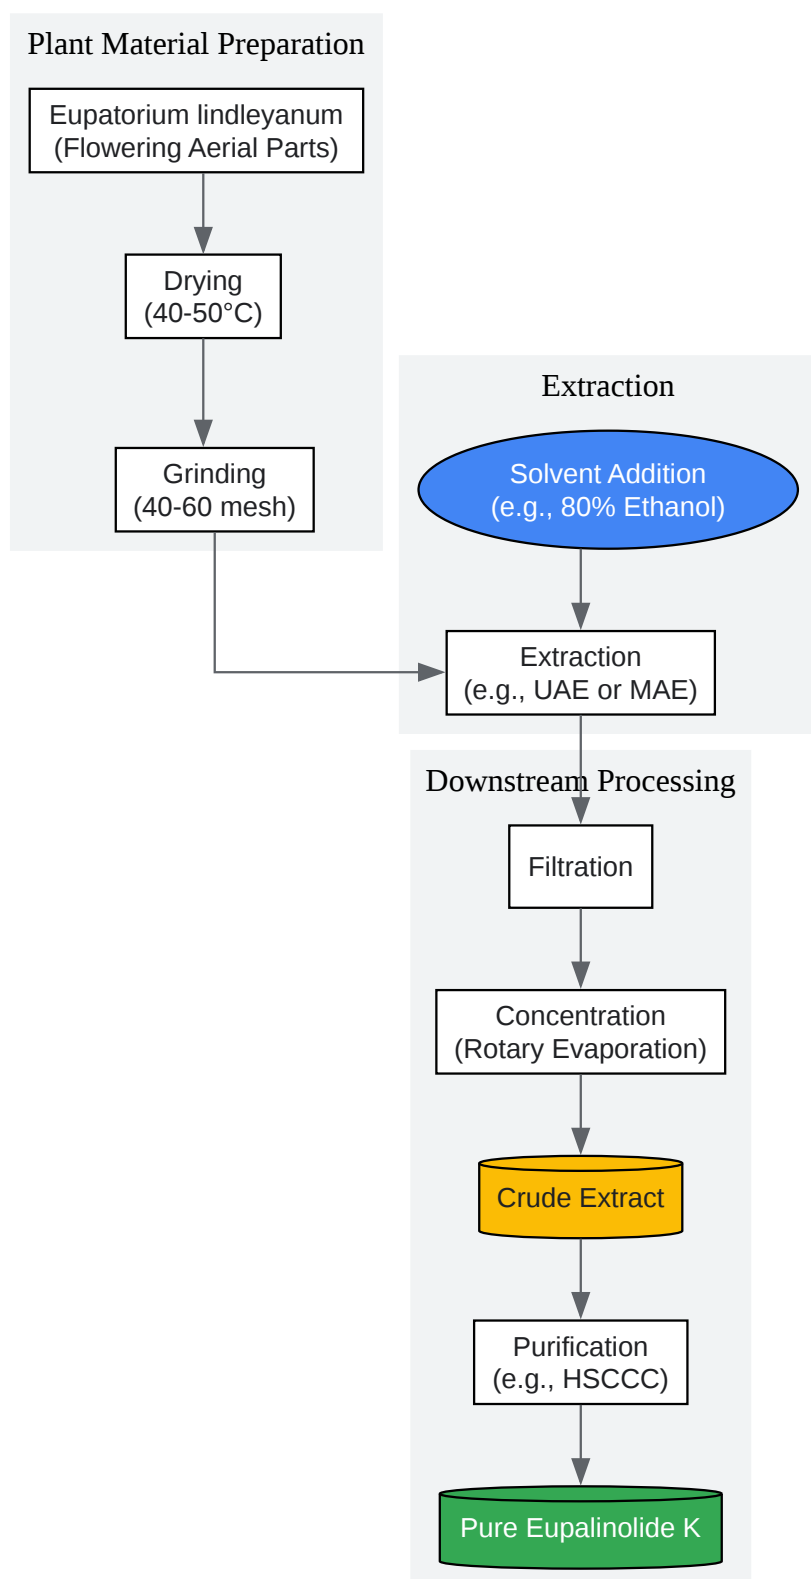 Plant Material Preparation
Eupatorium lindleyanum
(Flowering Aerial Parts)
Drying
(40-50°C)
Grinding
(40-60 mesh)
Extraction
Solvent Addition
(e.g., 80% Ethanol)
Extraction
(e.g., UAE or MAE)
Downstream Processing
Filtration
Concentration
(Rotary Evaporation)
Crude Extract
Purification
(e.g., HSCCC)
Pure Eupalinolide K